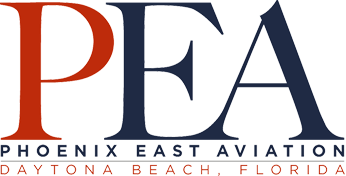 PEA
PHOENIX EAST AVIATION
DAYTONA BEACH, FLORIDA